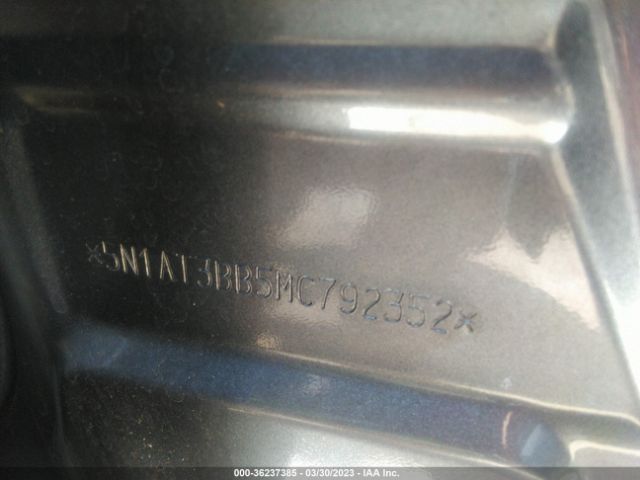 *5N1AT3BB5MC792352*
000-36237385 - 03/30/2023 - IAA Inc.